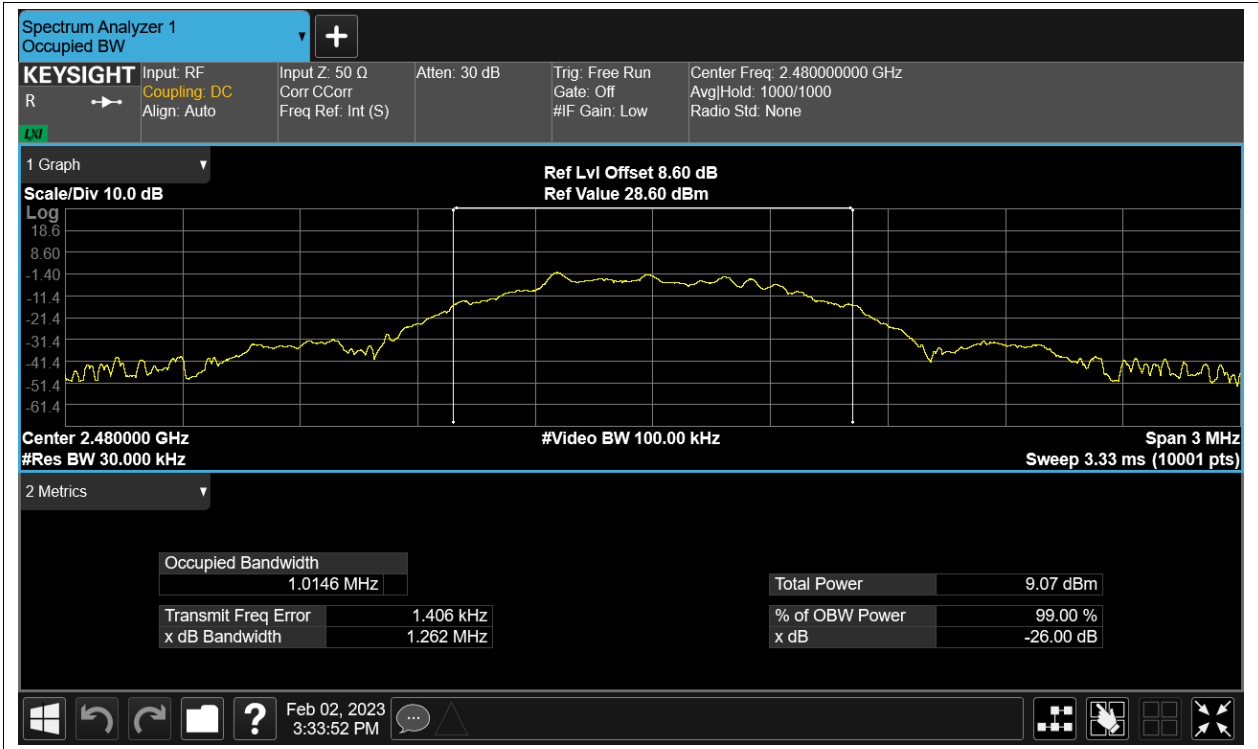 Spectrum Analyzer 1
Occupied BW
KEYSIGHT
R
LXI
Input: RF
Coupling: DC
Align: Auto
Input Z: 50 Ω
Corr CCorr
Freq Ref: Int (S)
Atten: 30 dB
Trig: Free Run
Gate: Off
#IF Gain: Low
Center Freq: 2.480000000 GHz
Avg|Hold: 1000/1000
Radio Std: None
1 Graph
Scale/Div 10.0 dB
Ref Lvl Offset 8.60 dB
Ref Value 28.60 dBm
Log
18.6
8.60
-1.40
-11.4
-21.4
-31.4
-41.4
-51.4
-61.4
Center 2.480000 GHz
#Video BW 100.00 kHz
Span 3 MHz
#Res BW 30.000 kHz
Sweep 3.33 ms (10001 pts)
2 Metrics
Occupied Bandwidth
1.0146 MHz
Transmit Freq Error 1.406 kHz
x dB Bandwidth 1.262 MHz
Total Power 9.07 dBm
% of OBW Power 99.00 %
x dB -26.00 dB
?
Feb 02, 2023
3:33:52 PM